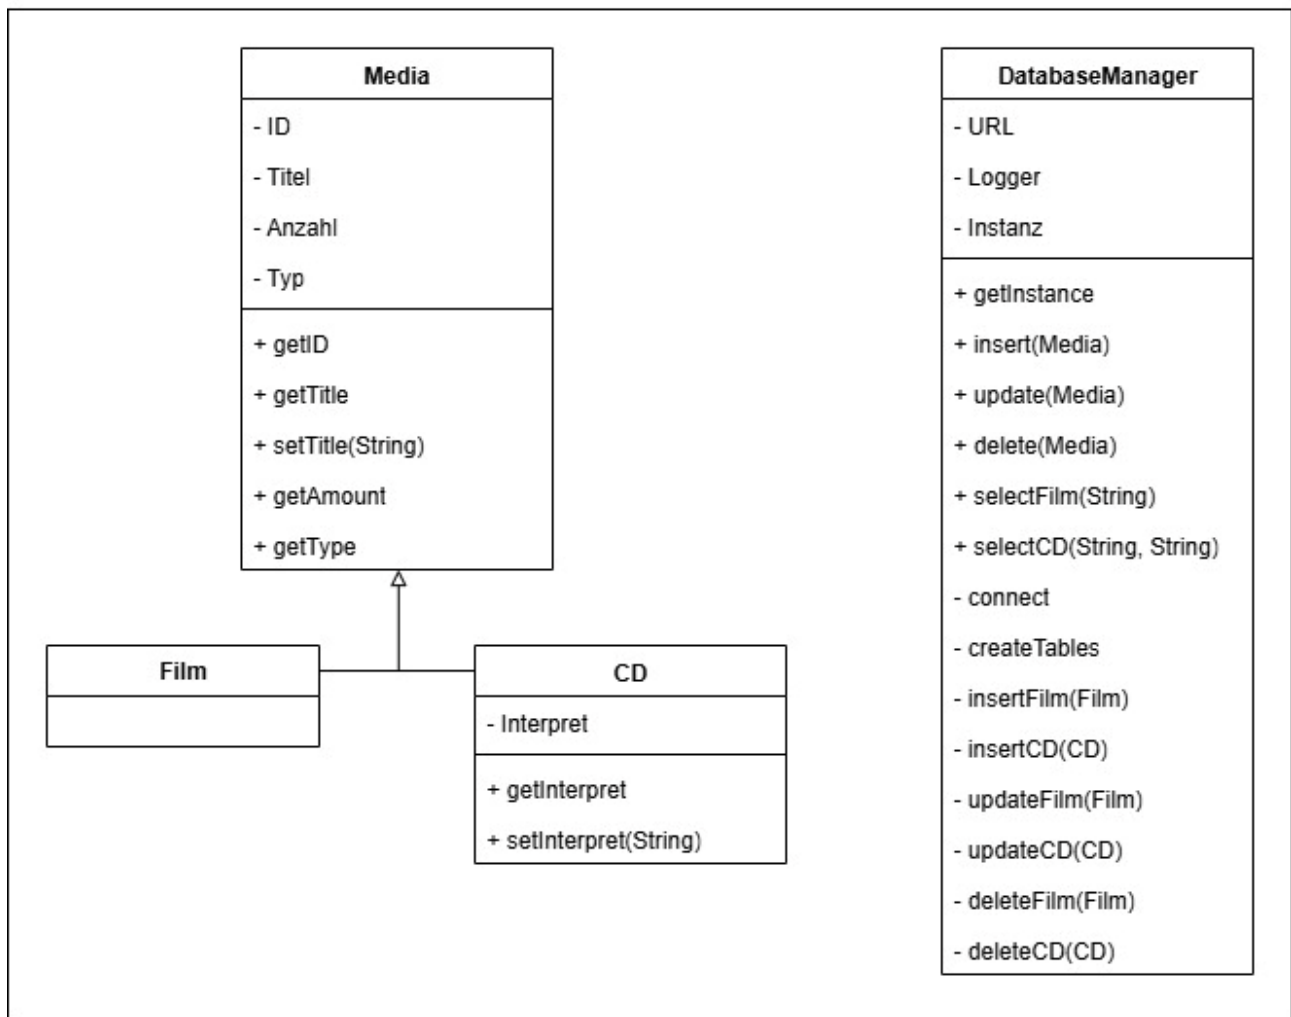 Media
- ID
- Titel
- Anzahl
- Typ
+ getID
+ getTitle
+ setTitle(String)
+ getAmount
+ getType
Film
CD
- Interpret
+ getInterpret
+ setInterpret(String)
DatabaseManager
- URL
- Logger
- Instanz
+ getInstance
+ insert(Media)
+ update(Media)
+ delete(Media)
+ selectFilm(String)
+ selectCD(String, String)
- connect
- createTables
- insertFilm(Film)
- insertCD(CD)
- updateFilm(Film)
- updateCD(CD)
- deleteFilm(Film)
- deleteCD(CD)